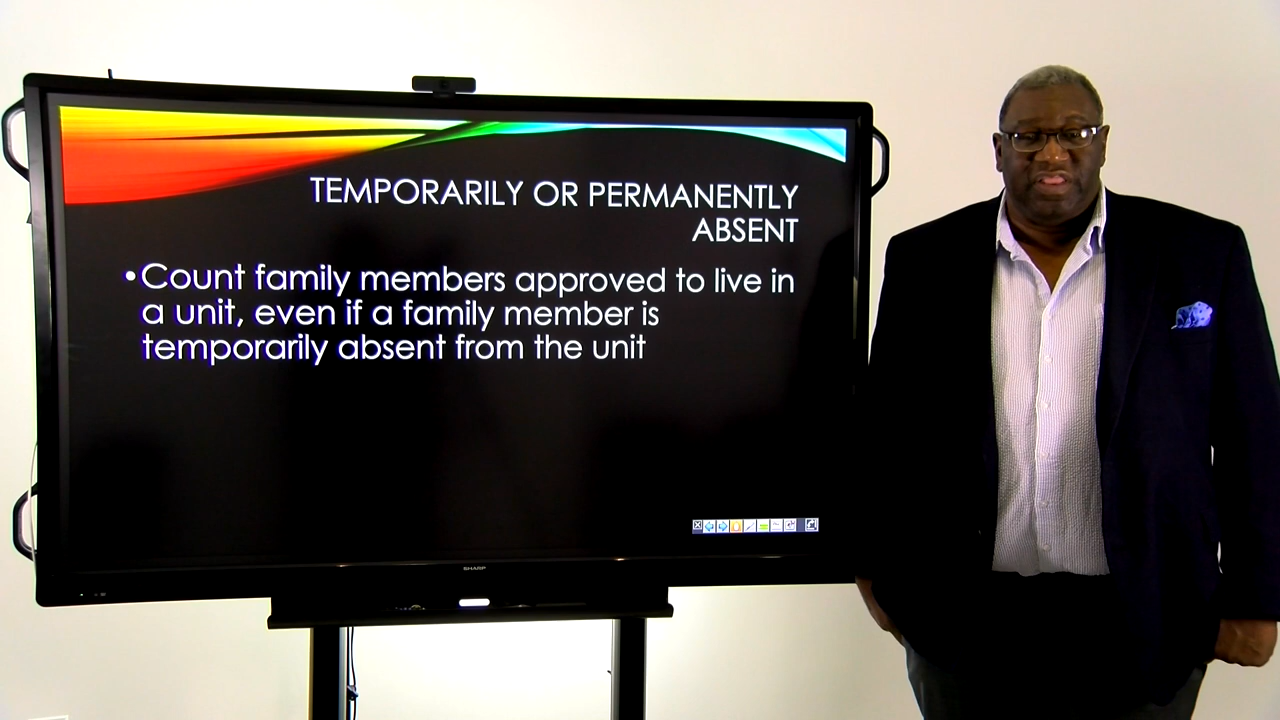 TEMPORARILY OR PERMANENTLY
ABSENT
•Count family members approved to live in
a unit, even if a family member is
temporarily absent from the unit
SHARP